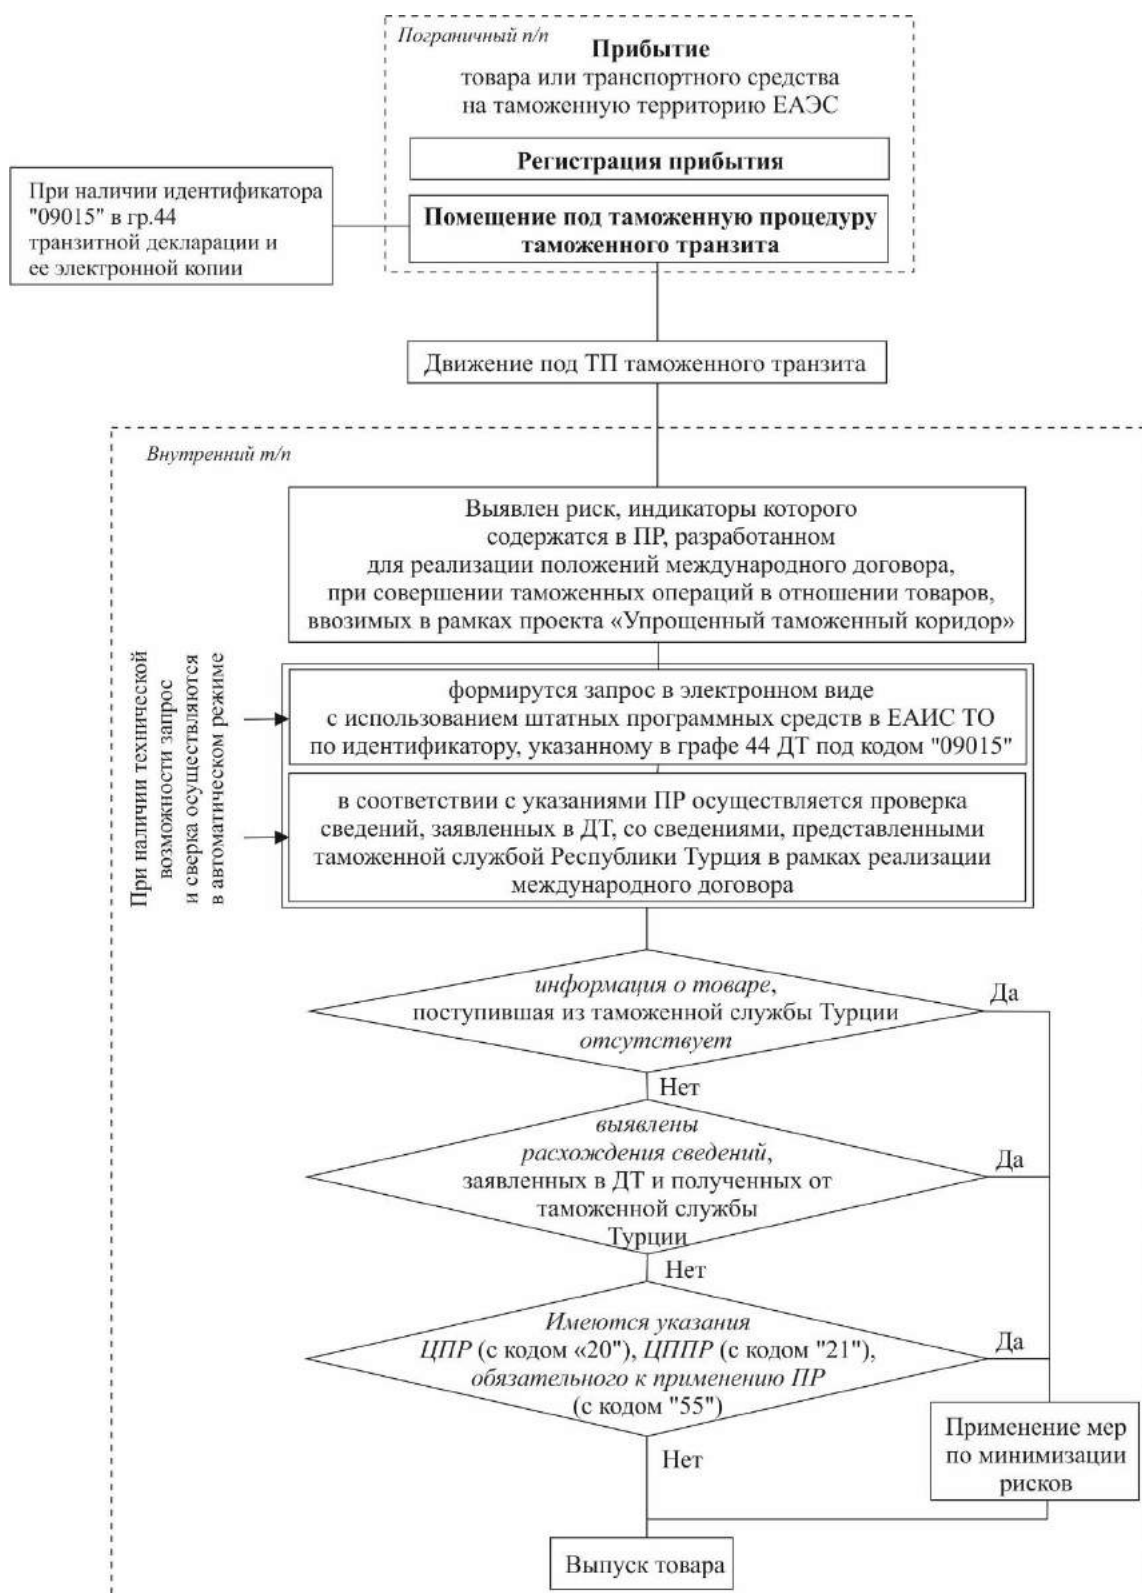 Пограничный п/п
Прибытие
товара или транспортного средства
на таможенную территорию ЕАЭС
Регистрация прибытия
При наличии идентификатора
"09015" в гр.44
транзитной декларации и
ее электронной копии
Помещение под таможенную процедуру
таможенного транзита
Движение под ТП таможенного транзита
Внутренний т/п
Выявлен риск, индикаторы которого
содержатся в ПР, разработанном
для реализации положений международного договора,
при совершении таможенных операций в отношении товаров,
ввозимых в рамках проекта «Упрощенный таможенный коридор»
При наличии технической
возможности запрос
и сверка осуществляются
в автоматическом режиме
формирутся запрос в электронном виде
с использованием штатных программных средств в ЕАИС ТО
по идентификатору, указанному в графе 44 ДТ под кодом "09015"
в соответствии с указаниями ПР осуществляется проверка
сведений, заявленных в ДТ, со сведениями, представленными
таможенной службой Республики Турция в рамках реализации
международного договора
информация о товаре,
поступившая из таможенной службы Турции
отсутствует
Да
Нет
выявлены
расхождения сведений,
заявленных в ДТ и полученных от
таможенной службы
Турции
Да
Нет
Имеются указания
ЦПР (с кодом «20"), ЦППР (с кодом "21"),
обязательного к применению ПР
(с кодом "55")
Да
Нет
Применение мер
по минимизации
рисков
Выпуск товара